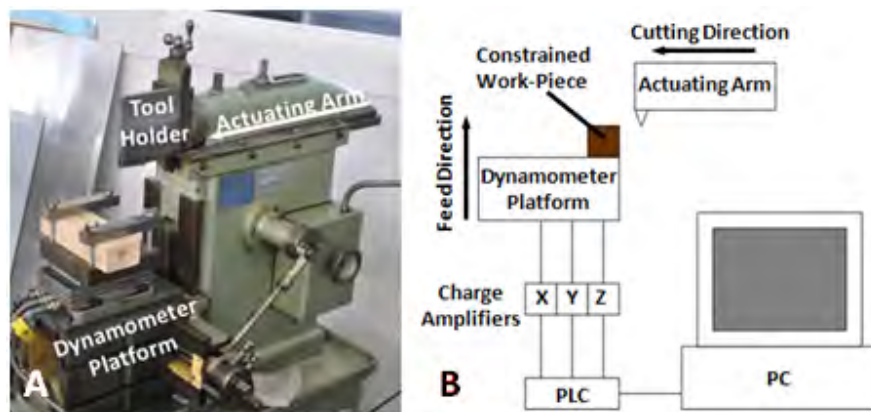 Tool
Holder
Actuating Arm
Dynamometer
Platform
A
Cutting Direction
Constrained
Work-Piece
Actuating Arm
Feed Direction
Dynamometer
Platform
Charge
Amplifiers
X Y Z
B
PLC
PC